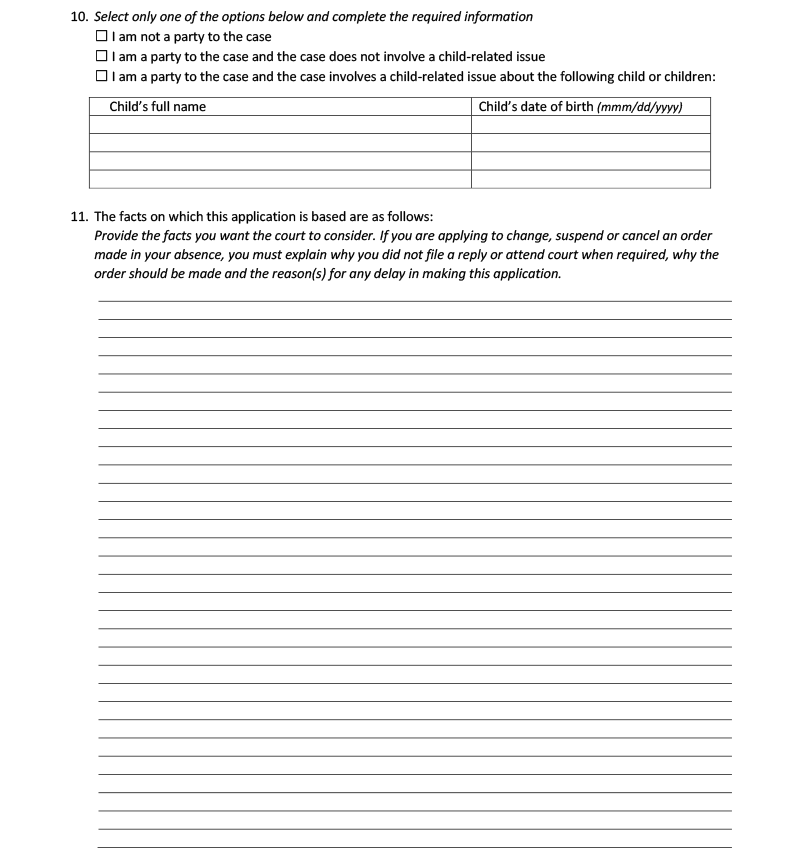 10. Select only one of the options below and complete the required information
☐ I am not a party to the case
☐ I am a party to the case and the case does not involve a child-related issue
☐ I am a party to the case and the case involves a child-related issue about the following child or children:
Child's full name Child's date of birth (mmm/dd/yyyy)
11. The facts on which this application is based are as follows:
Provide the facts you want the court to consider. If you are applying to change, suspend or cancel an order
made in your absence, you must explain why you did not file a reply or attend court when required, why the
order should be made and the reason(s) for any delay in making this application.